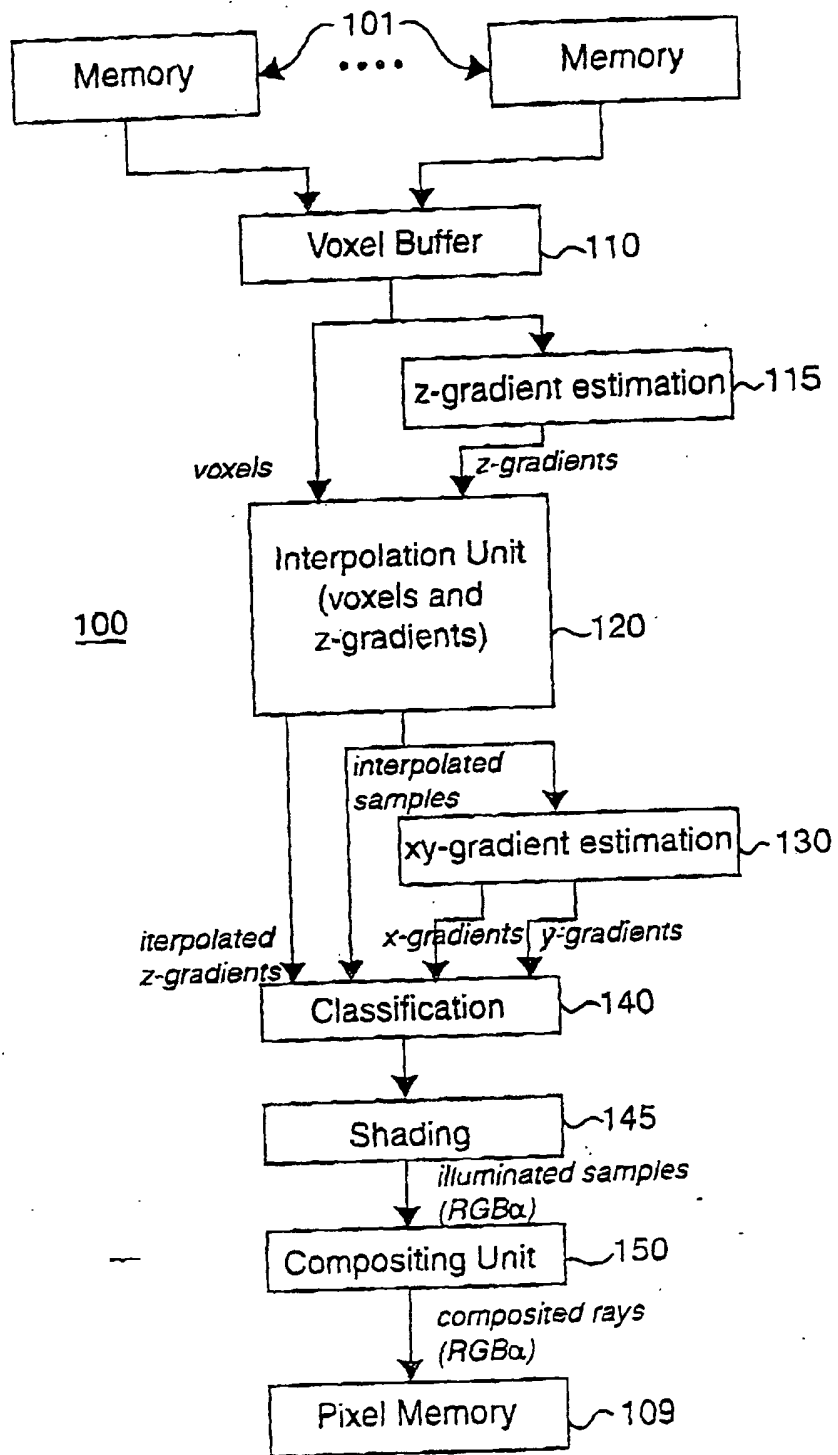 101
Memory
Memory
Voxel Buffer
110
z-gradient estimation
115
voxels
z-gradients
Interpolation Unit
(voxels and
z-gradients)
100
120
interpolated
samples
xy-gradient estimation
130
iterpolated
z-gradients
x-gradients
y-gradients
Classification
140
Shading
145
illuminated samples
(RGBα)
Compositing Unit
150
composited rays
(RGBα)
Pixel Memory
109